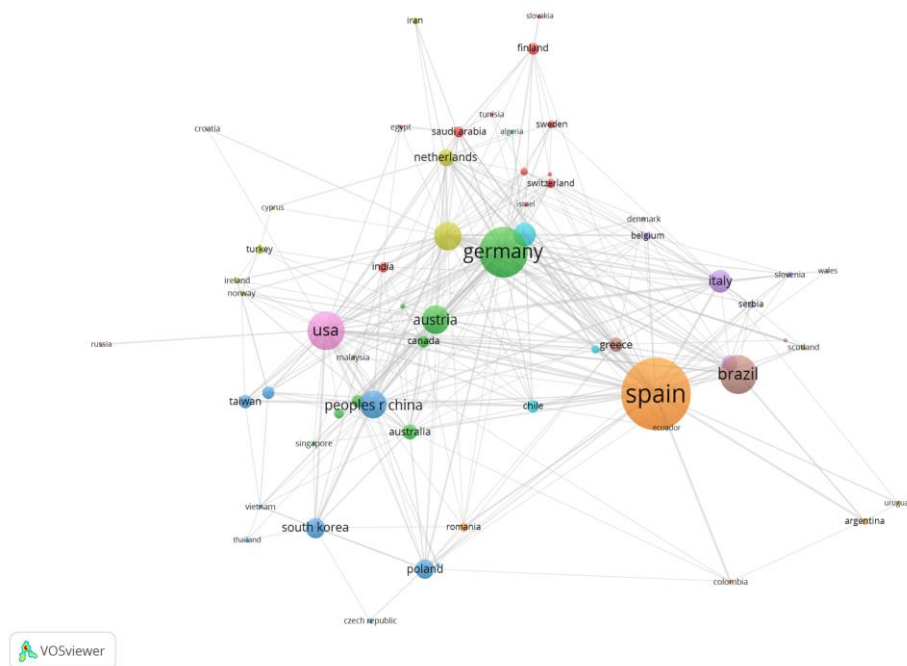 iran
slovakia
finland
tunisia
croatia
egypt
saudi arabia
algeria
sweden
netherlands
switzerland
israel
cyprus
denmark
belgium
turkey
germany
india
ireland
norway
italy
slovenia
wales
serbia
usa
austria
russia
canada
greece
scotland
malaysia
brazil
spain
taiwan
peoples r china
chile
ecuador
australia
singapore
vietnam
south korea
romania
argentina
urugua
thailand
poland
colombia
czech republic
VOSviewer